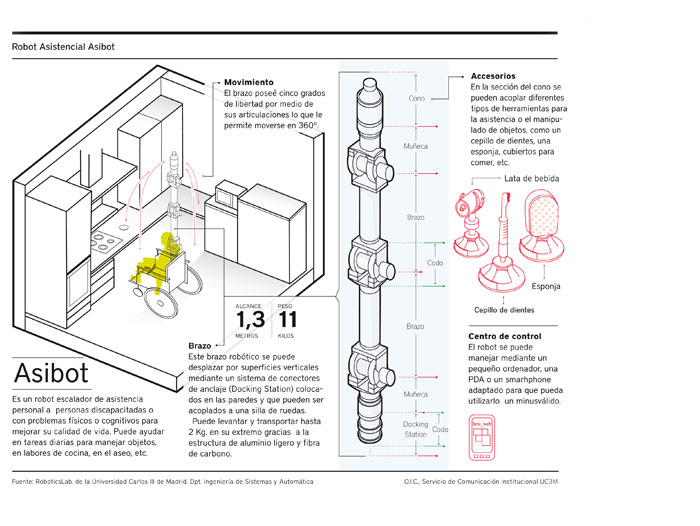 Robot Asistencial Asibot
Movimiento
El brazo poseé cinco grados
de libertad por medio de
sus articulaciones lo que le
permite moverse en 360º.
ALCANCE
1,3
METROS
PESO
11
KILOS
Brazo
Este brazo robótico se puede
desplazar por superficies verticales
mediante un sistema de conectores
de anclaje (Docking Station) coloca-
dos en las paredes y que pueden ser
acoplados a una silla de ruedas.
Puede levantar y transportar hasta
2 Kg. en su extremo gracias a la
estructura de aluminio ligero y fibra
de carbono.
Asibot
Es un robot escalador de asistencia
personal a personas discapacitadas o
con problemas físicos o cognitivos para
mejorar su calidad de vida. Puede ayudar
en tareas diarias para manejar objetos,
en labores de cocina, en el aseo, etc.
Cono
Muñeca
Brazo
Codo
Brazo
Muñeca
Docking
Station
Codo
Accesorios
En la sección del cono se
pueden acoplar diferentes
tipos de herramientas para
la asistencia o el manipu-
lado de objetos, como un
cepillo de dientes, una
esponja, cubiertos para
comer, etc.
Lata de bebida
Esponja
Cepillo de dientes
Centro de control
El robot se puede
manejar mediante un
pequeño ordenador, una
PDA o un smarhphone
adaptado para que pueda
utilizarlo un minusválido.
Fuente: RoboticsLab. de la Universidad Carlos III de Madrid. Dpt. ingeniería de Sistemas y Automática
O.I.C., Servicio de Comunicación Institucional UC3M.